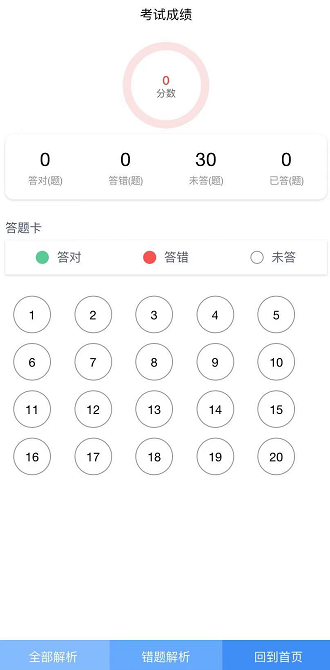 考试成绩
0
分数
0 0 30 0
答对(题) 答错(题) 未答(题) 已答(题)
答题卡
答对 答错 未答
1 2 3 4 5
6 7 8 9 10
11 12 13 14 15
16 17 18 19 20
全部解析 错题解析 回到首页